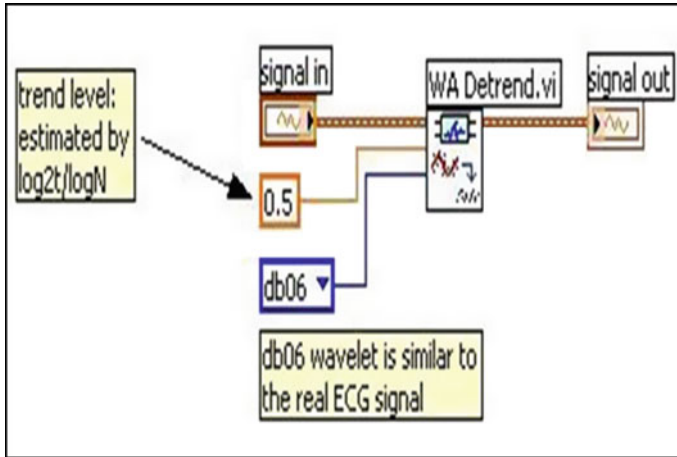 trend level:
estimated by
log2t/logN
signal in
WA Detrend.vi
signal out
0.5
db06
db06 wavelet is similar to
the real ECG signal